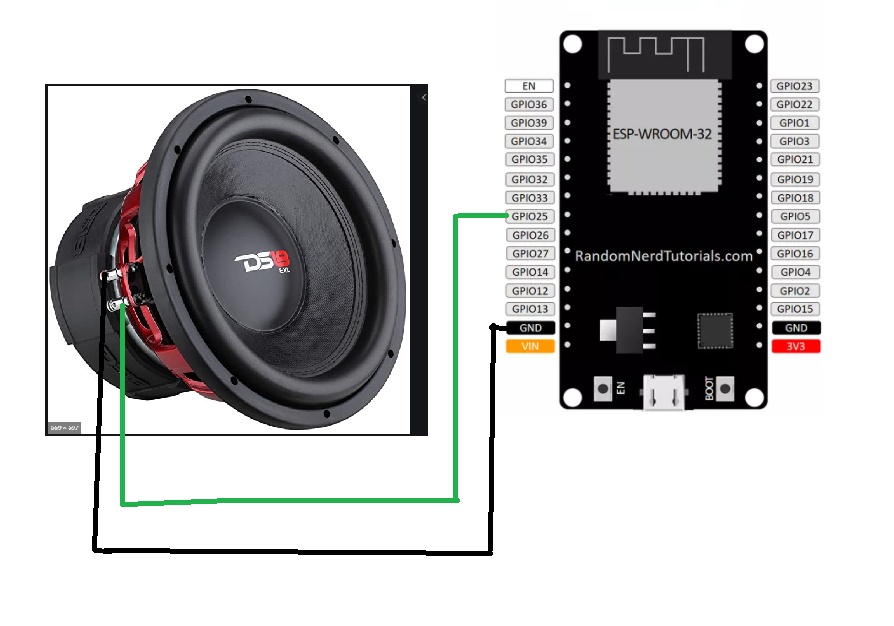 DS18
EXL
EN
GPIO36
GPIO39
GPIO34
GPIO35
GPIO32
GPIO33
GPIO25
GPIO26
GPIO27
GPIO14
GPIO12
GPIO13
GND
VIN
ESP-WROOM-32
RandomNerdTutorials.com
EN
BOOT
GPIO23
GPIO22
GPIO1
GPIO3
GPIO21
GPIO19
GPIO18
GPIO5
GPIO17
GPIO16
GPIO4
GPIO2
GPIO15
GND
3V3